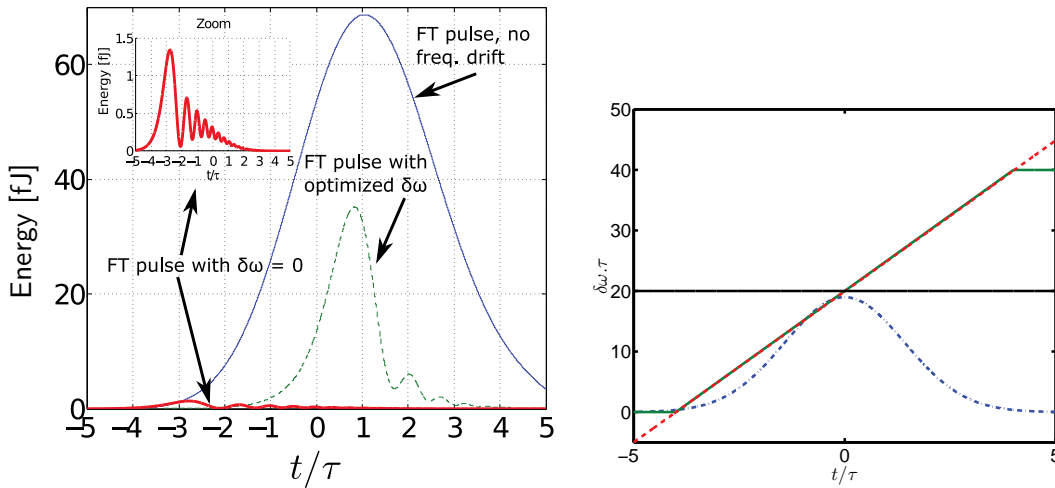 Zoom
Energy [fJ]
1.5
1
0.5
0
−5 −4 −3 −2 −1 0 1 2 3 4 5
t/τ
FT pulse, no
freq. drift
FT pulse with
optimized δω
FT pulse with δω = 0
Energy [fJ]
60
40
20
0
−5 −4 −3 −2 −1 0 1 2 3 4 5
t/τ
50
40
30
20
10
0
δω.τ
−5 0 5
t/τ